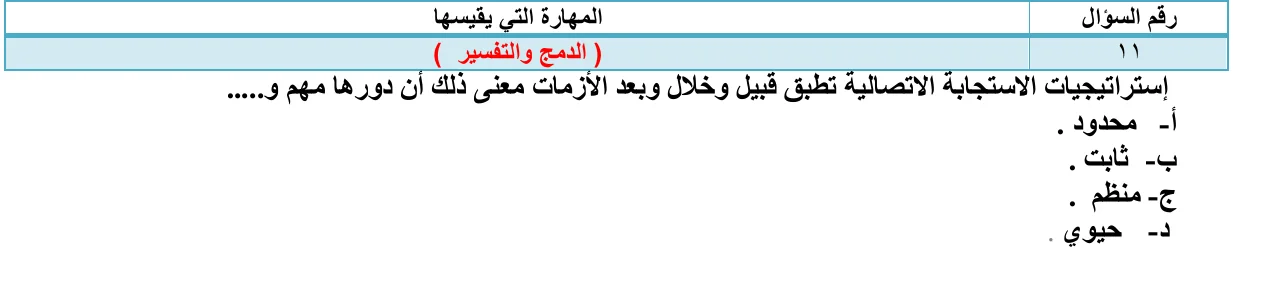 رقم السؤال المهارة التي يقيسها
١١ ( الدمج والتفسير )
إستراتيجيات الاستجابة الاتصالية تطبق قبيل وخلال وبعد الأزمات معنى ذلك أن دورها مهم و.....
أ- محدود .
ب- ثابت .
ج- منظم .
د- حيوي .